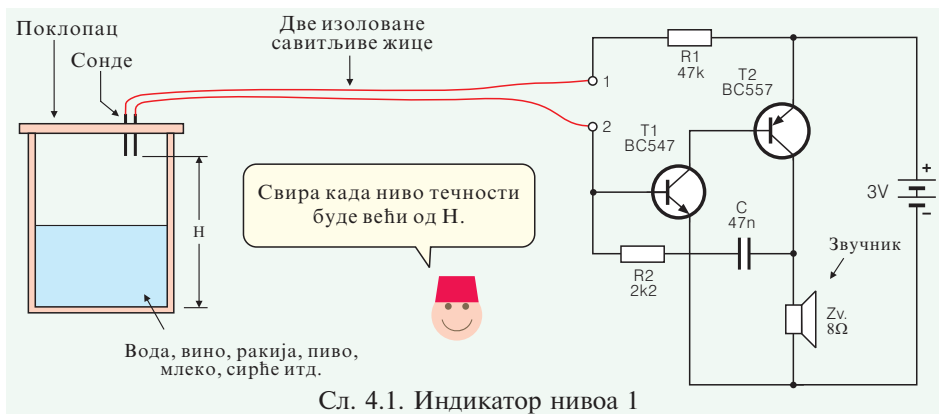 Поклопац
Сонде
Две изоловане
савитљиве жице
1
2
R1
47k
T2
BC557
T1
BC547
3V
+
−
H
Свира када ниво течности
буде већи од H.
C
47n
R2
2k2
Звучник
Zv.
8Ω
Вода, вино, ракија, пиво,
млеко, сирће итд.
Сл. 4.1. Индикатор нивоа 1